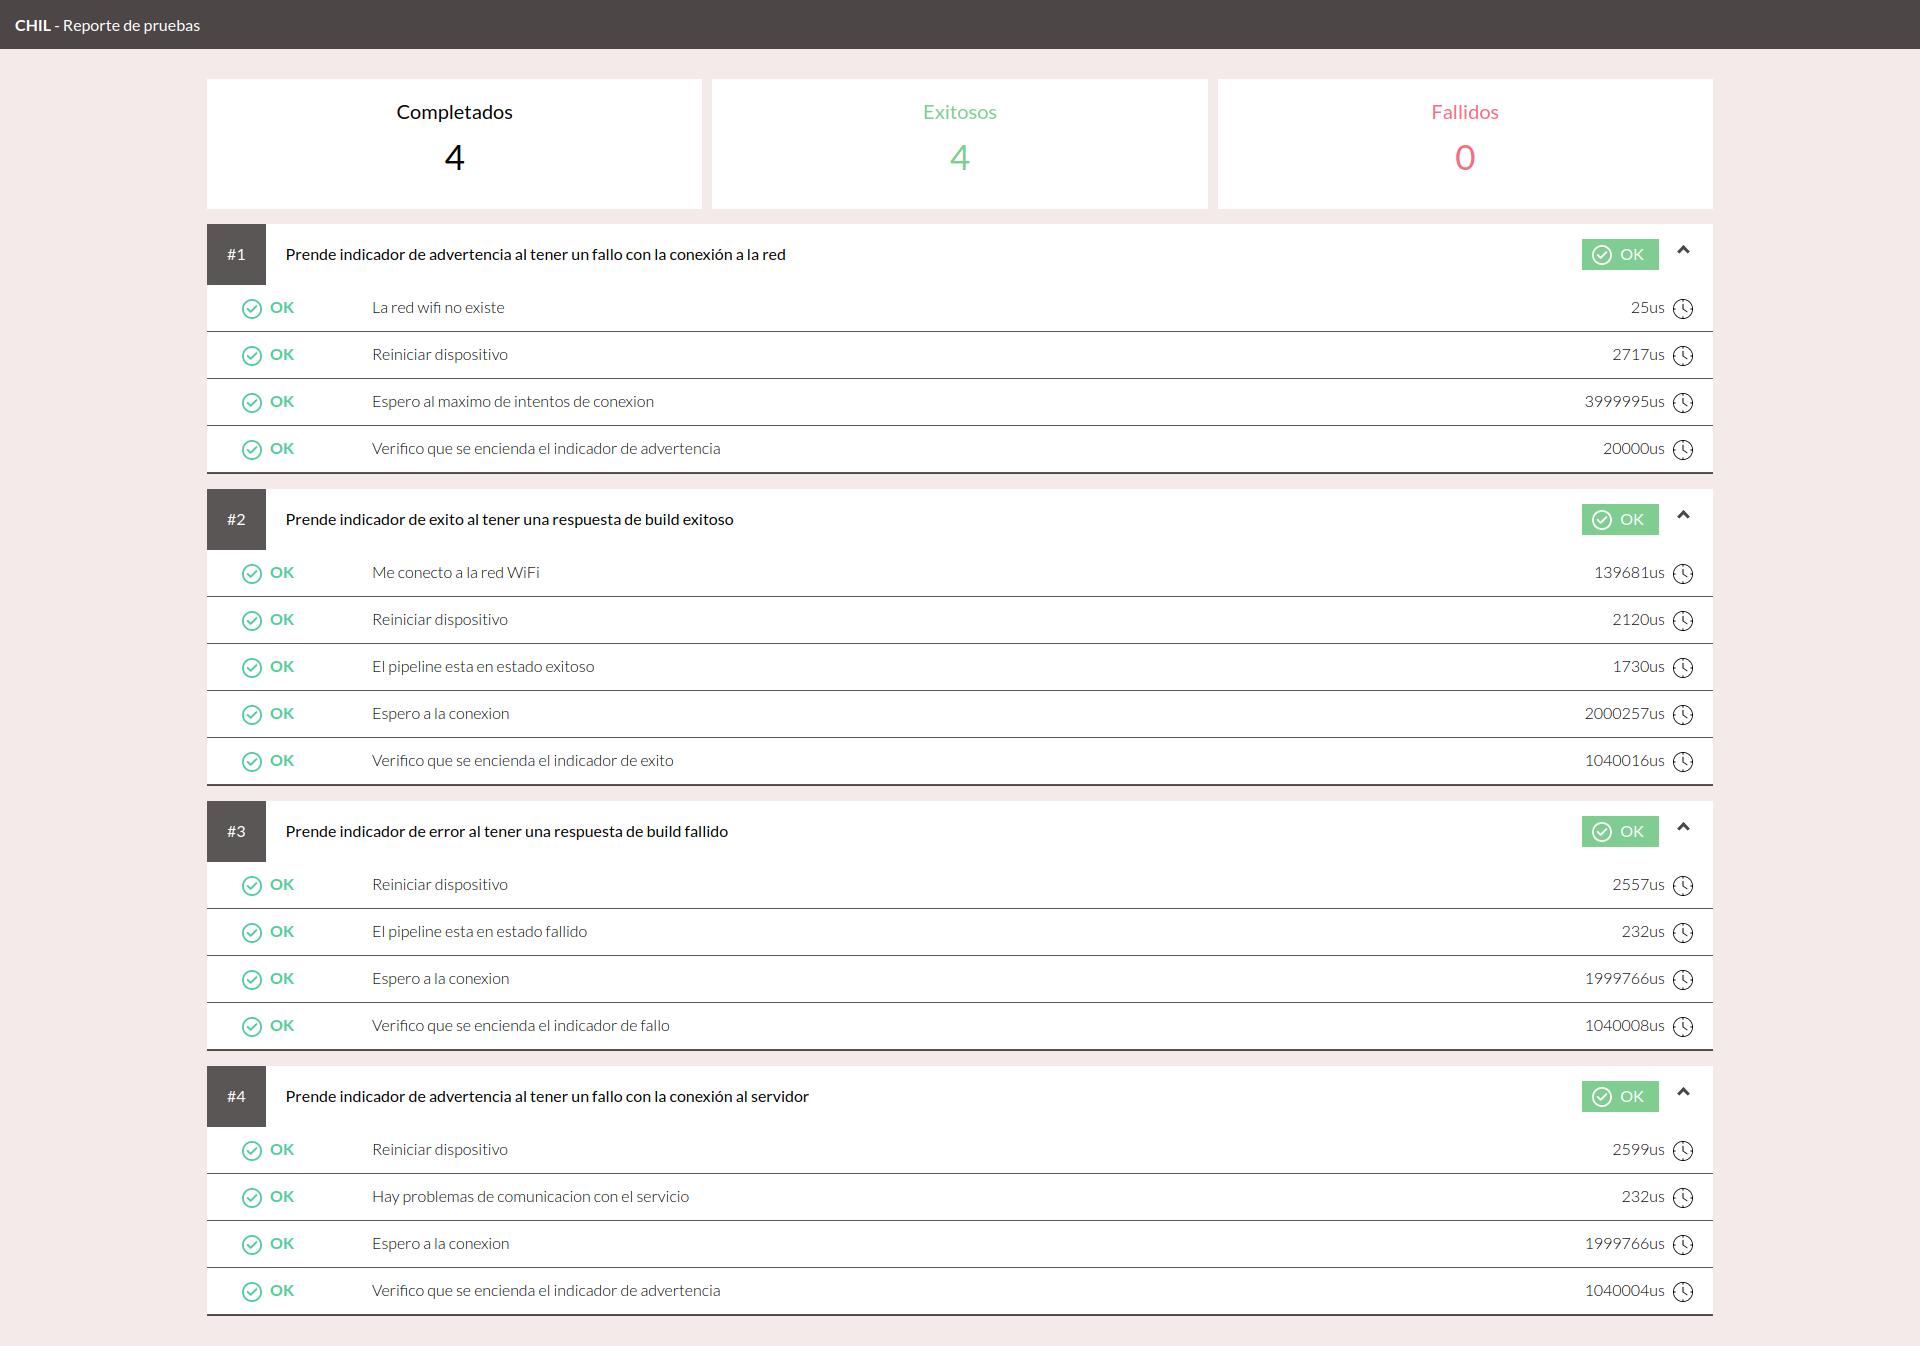 CHIL - Reporte de pruebas
Completados
4
Exitosos
4
Fallidos
0
#1 Prende indicador de advertencia al tener un fallo con la conexión a la red OK
OK La red wifi no existe 25us
OK Reiniciar dispositivo 2717us
OK Espero al maximo de intentos de conexion 3999995us
OK Verifico que se encienda el indicador de advertencia 20000us
#2 Prende indicador de exito al tener una respuesta de build exitoso OK
OK Me conecto a la red WiFi 139681us
OK Reiniciar dispositivo 2120us
OK El pipeline esta en estado exitoso 1730us
OK Espero a la conexion 2000257us
OK Verifico que se encienda el indicador de exito 1040016us
#3 Prende indicador de error al tener una respuesta de build fallido OK
OK Reiniciar dispositivo 2557us
OK El pipeline esta en estado fallido 232us
OK Espero a la conexion 1999766us
OK Verifico que se encienda el indicador de fallo 1040008us
#4 Prende indicador de advertencia al tener un fallo con la conexión al servidor OK
OK Reiniciar dispositivo 2599us
OK Hay problemas de comunicacion con el servicio 232us
OK Espero a la conexion 1999766us
OK Verifico que se encienda el indicador de advertencia 1040004us